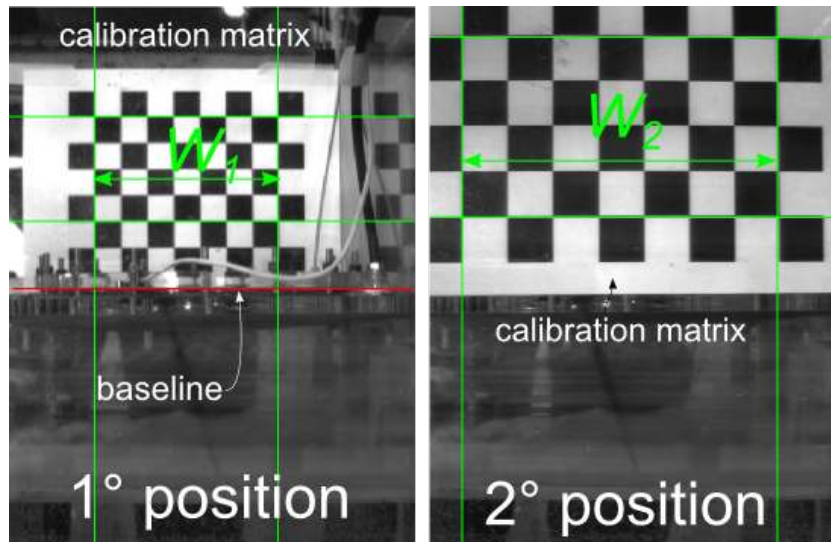 calibration matrix
W1
baseline
1° position
W2
calibration matrix
2° position